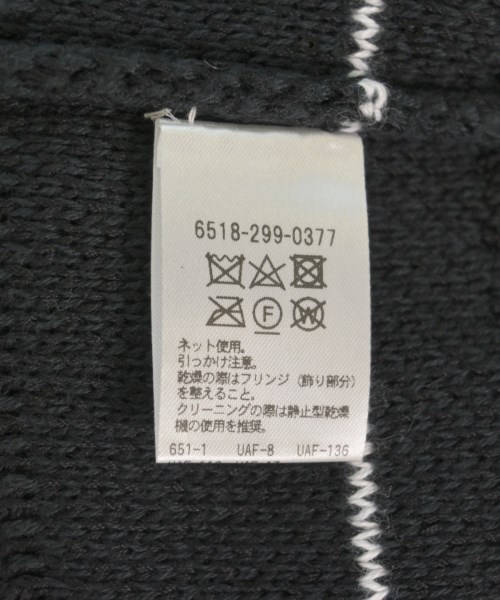 6518-299-0377
F
W
ネット使用。
引っかけ注意。
乾燥の際はフリンジ（飾り部分）
を整えること。
クリーニングの際は静止型乾燥
機の使用を推奨。
651-1 UAF-8 UAF-136